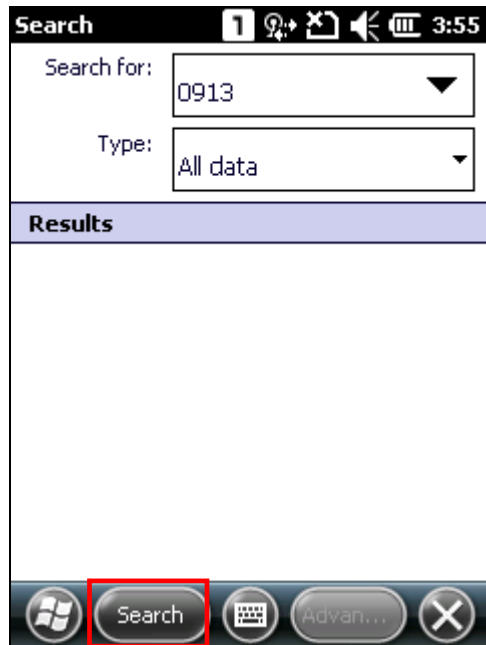 Search 1 3:55
Search for: 0913
Type: All data
Results
Search Advan...